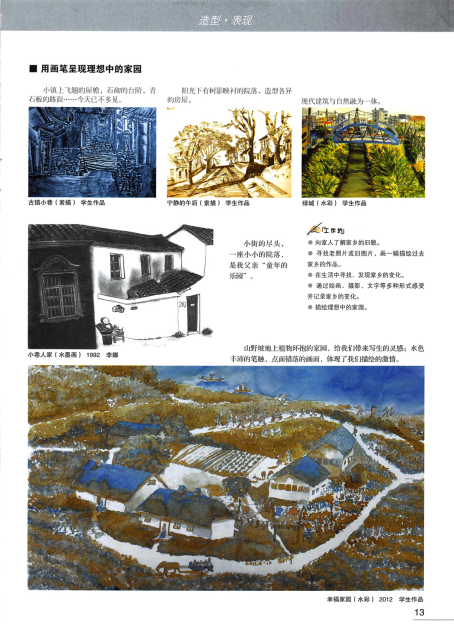 造型·表现
■ 用画笔呈现理想中的家园
小镇上飞翘的屋檐，石砌的台阶，青
石板的路面……今天已不多见。
阳光下有树影映衬的院落，造型各异
的房屋。
现代建筑与自然融为一体。
古镇小巷（素描） 学生作品
宁静的午后（素描） 学生作品
绿城（水彩） 学生作品
小街的尽头，
一座小小的院落，
是我父亲“童年的
乐园”。
● 向家人了解家乡的旧貌。
● 寻找老照片或旧图片，画一幅描绘过去
家乡的作品。
● 在生活中寻找、发现家乡的变化。
● 通过绘画、摄影、文字等多种形式感受
并记录家乡的变化。
● 描绘理想中的家园。
小巷人家（水墨画） 1992 李娜
山野坡地上植物环抱的家园，给我们带来写生的灵感；水色
丰沛的笔触，点面错落的画面，体现了我们描绘的激情。
幸福家园（水彩） 2012 学生作品
13